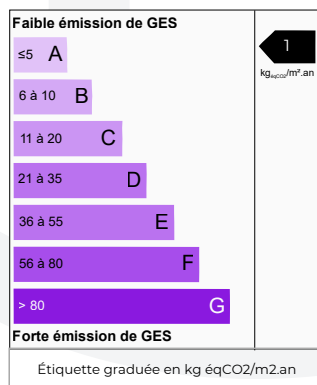 Faible émission de GES
≤5 A
1
6 à 10 B
kgéqCO2/m².an
11 à 20 C
21 à 35 D
36 à 55 E
56 à 80 F
> 80 G
Forte émission de GES
Étiquette graduée en kg éqCO2/m2.an